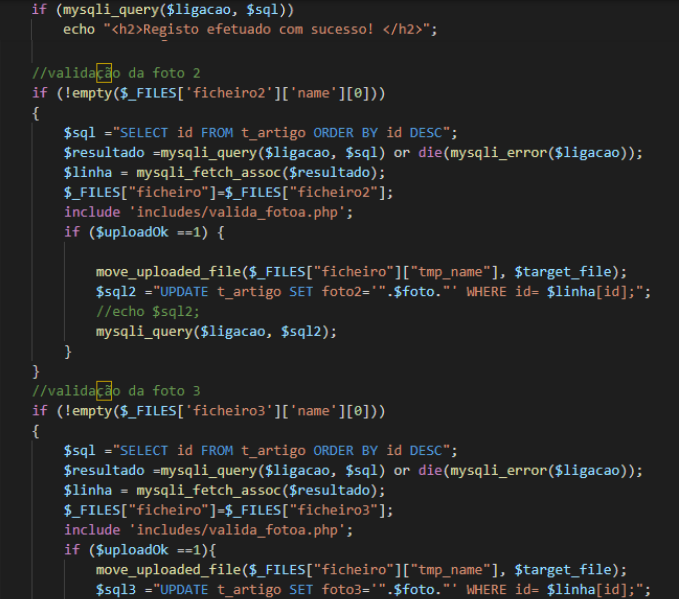 if (mysqli_query($ligacao, $sql))
echo "<h2>Registo efetuado com sucesso! </h2>";
//validação da foto 2
if (!empty($_FILES['ficheiro2']['name'][0]))
{
$sql ="SELECT id FROM t_artigo ORDER BY id DESC";
$resultado =mysqli_query($ligacao, $sql) or die(mysqli_error($ligacao));
$linha = mysqli_fetch_assoc($resultado);
$_FILES["ficheiro"]=$_FILES["ficheiro2"];
include 'includes/valida_fotoa.php';
if ($uploadOk ==1) {
move_uploaded_file($_FILES["ficheiro"]["tmp_name"], $target_file);
$sql2 ="UPDATE t_artigo SET foto2='".$foto."' WHERE id= $linha[id];";
//echo $sql2;
mysqli_query($ligacao, $sql2);
}
}
//validação da foto 3
if (!empty($_FILES['ficheiro3']['name'][0]))
{
$sql ="SELECT id FROM t_artigo ORDER BY id DESC";
$resultado =mysqli_query($ligacao, $sql) or die(mysqli_error($ligacao));
$linha = mysqli_fetch_assoc($resultado);
$_FILES["ficheiro"]=$_FILES["ficheiro3"];
include 'includes/valida_fotoa.php';
if ($uploadOk ==1){
move_uploaded_file($_FILES["ficheiro"]["tmp_name"], $target_file);
$sql3 ="UPDATE t_artigo SET foto3='".$foto."' WHERE id= $linha[id];";